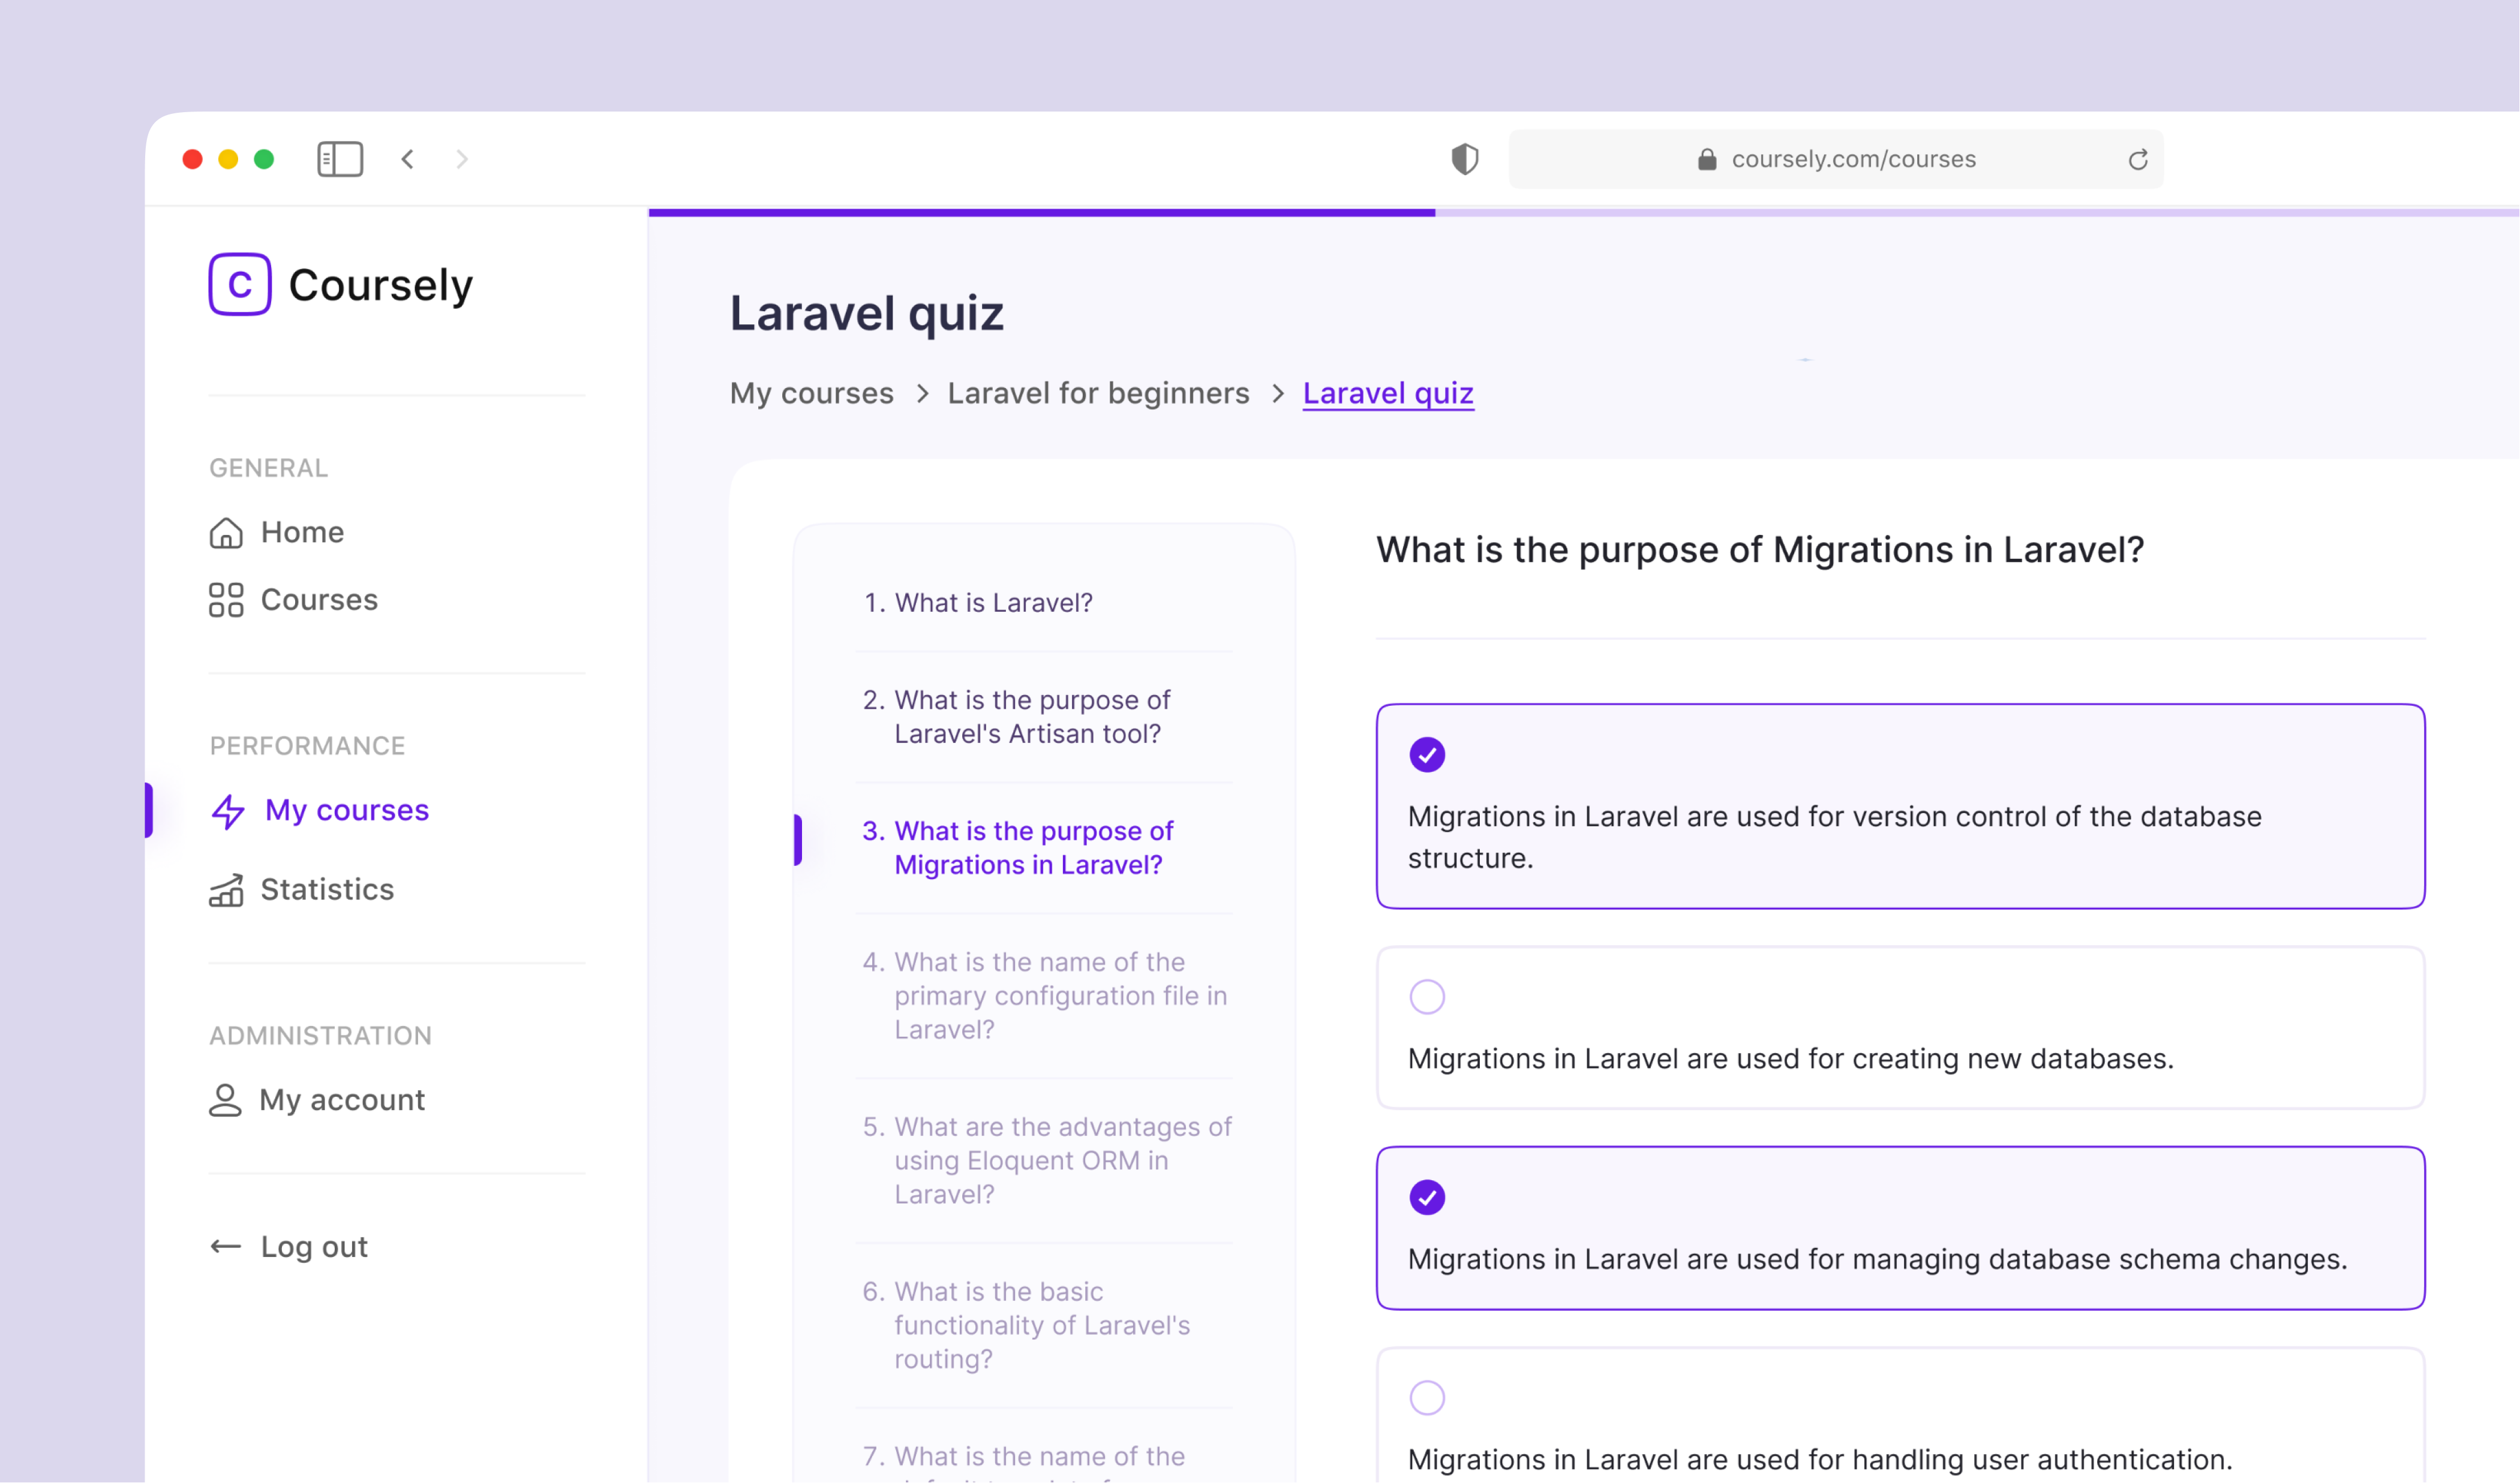 coursely.com/courses
C Coursely
GENERAL
Home
Courses
PERFORMANCE
My courses
Statistics
ADMINISTRATION
My account
Log out
Laravel quiz
My courses > Laravel for beginners > Laravel quiz
1. What is Laravel?
2. What is the purpose of
Laravel's Artisan tool?
3. What is the purpose of
Migrations in Laravel?
4. What is the name of the
primary configuration file in
Laravel?
5. What are the advantages of
using Eloquent ORM in
Laravel?
6. What is the basic
functionality of Laravel's
routing?
7. What is the name of the
What is the purpose of Migrations in Laravel?
Migrations in Laravel are used for version control of the database
structure.
Migrations in Laravel are used for creating new databases.
Migrations in Laravel are used for managing database schema changes.
Migrations in Laravel are used for handling user authentication.